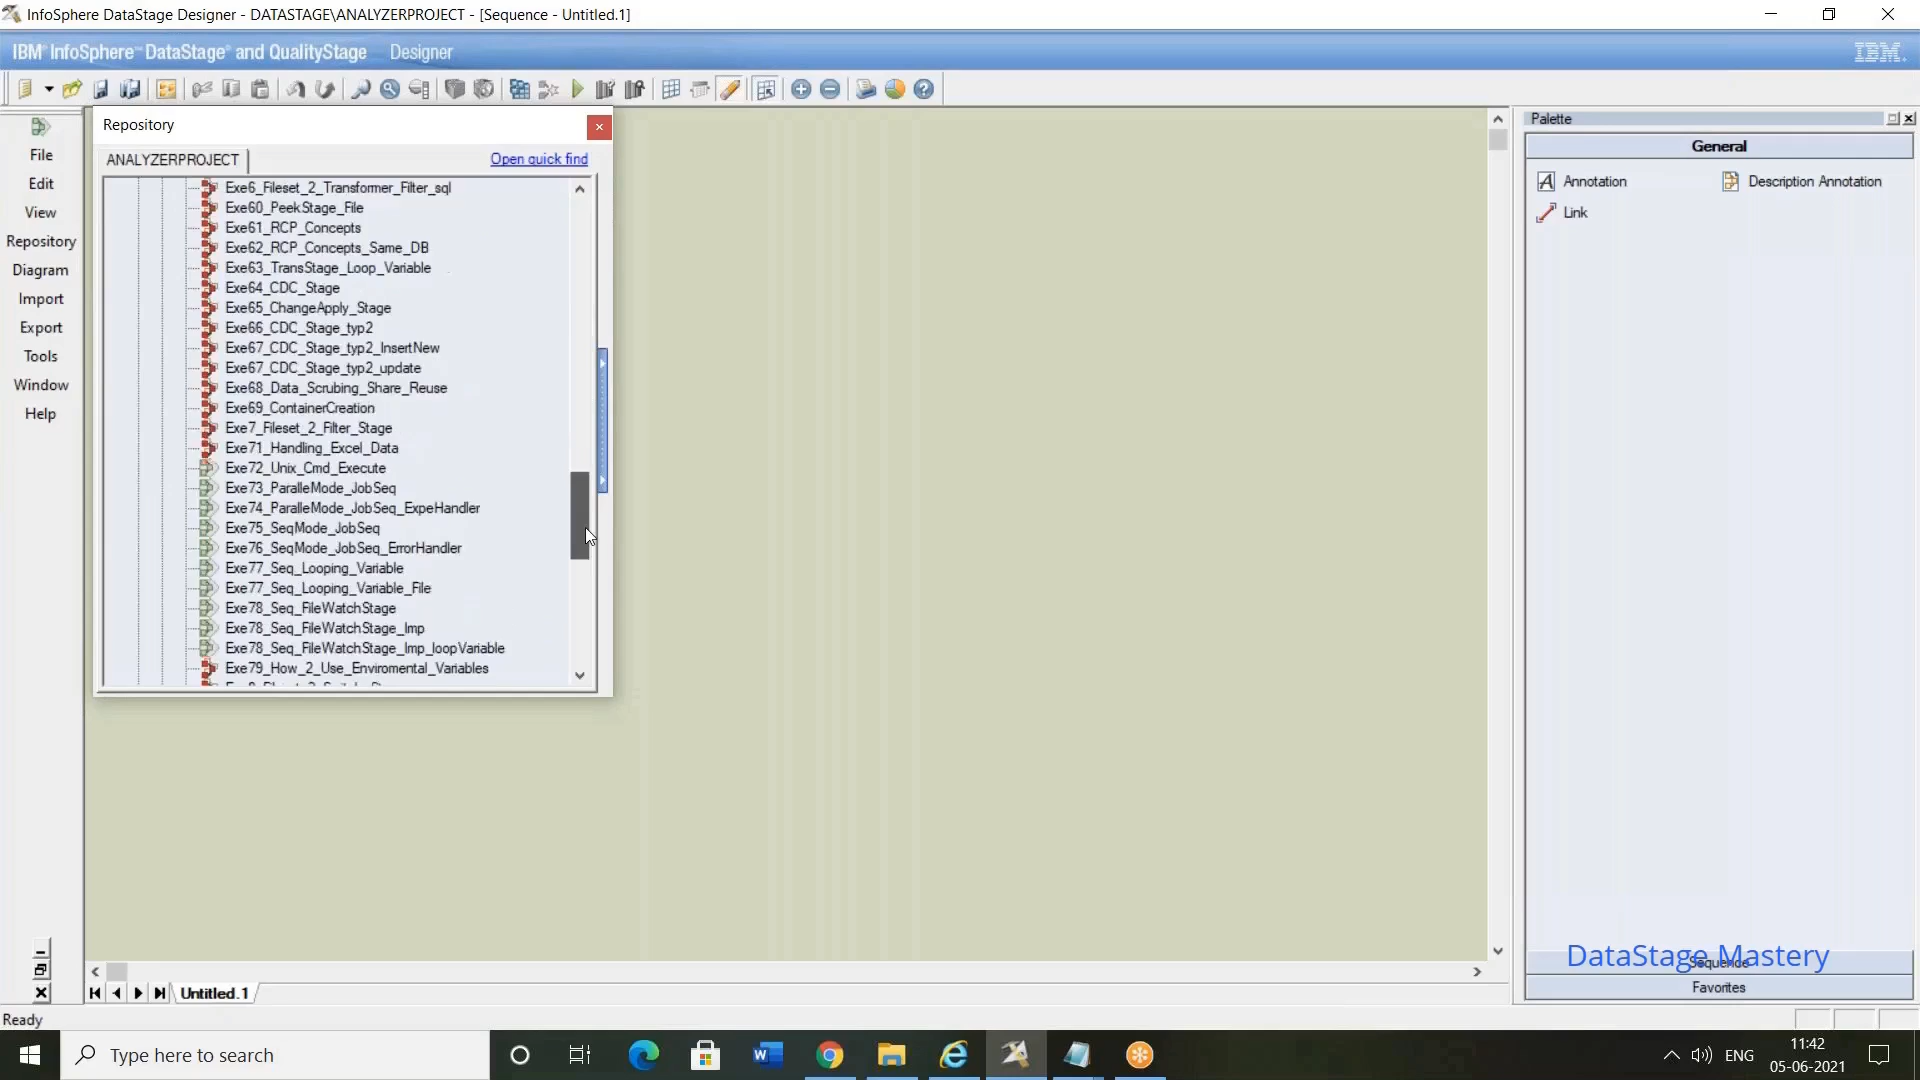 InfoSphere DataStage Designer - DATASTAGE\ANALYZERPROJECT - [Sequence - Untitled.1]
IBM InfoSphere DataStage and QualityStage Designer
IBM
Repository
ANALYZERPROJECT
Open quick find
File
Edit
View
Repository
Diagram
Import
Export
Tools
Window
Help
Exe6_Fileset_2_Transformer_Filter_sql
Exe60_PeekStage_File
Exe61_RCP_Concepts
Exe62_RCP_Concepts_Same_DB
Exe63_TransStage_Loop_Variable
Exe64_CDC_Stage
Exe65_ChangeApply_Stage
Exe66_CDC_Stage_typ2
Exe67_CDC_Stage_typ2_InsertNew
Exe67_CDC_Stage_typ2_update
Exe68_Data_Scrubing_Share_Reuse
Exe69_ContainerCreation
Exe7_Fileset_2_Filter_Stage
Exe71_Handling_Excel_Data
Exe72_Unix_Cmd_Execute
Exe73_ParalleMode_JobSeq
Exe74_ParalleMode_JobSeq_ExpeHandler
Exe75_SeqMode_JobSeq
Exe76_SeqMode_JobSeq_ErrorHandler
Exe77_Seq_Looping_Variable
Exe77_Seq_Looping_Variable_File
Exe78_Seq_FileWatchStage
Exe78_Seq_FileWatchStage_Imp
Exe78_Seq_FileWatchStage_Imp_loopVariable
Exe79_How_2_Use_Enviromental_Variables
Palette
General
Annotation
Description Annotation
Link
DataStage Mastery
Sequence
Favorites
Untitled.1
Ready
Type here to search
ENG
11:42
05-06-2021